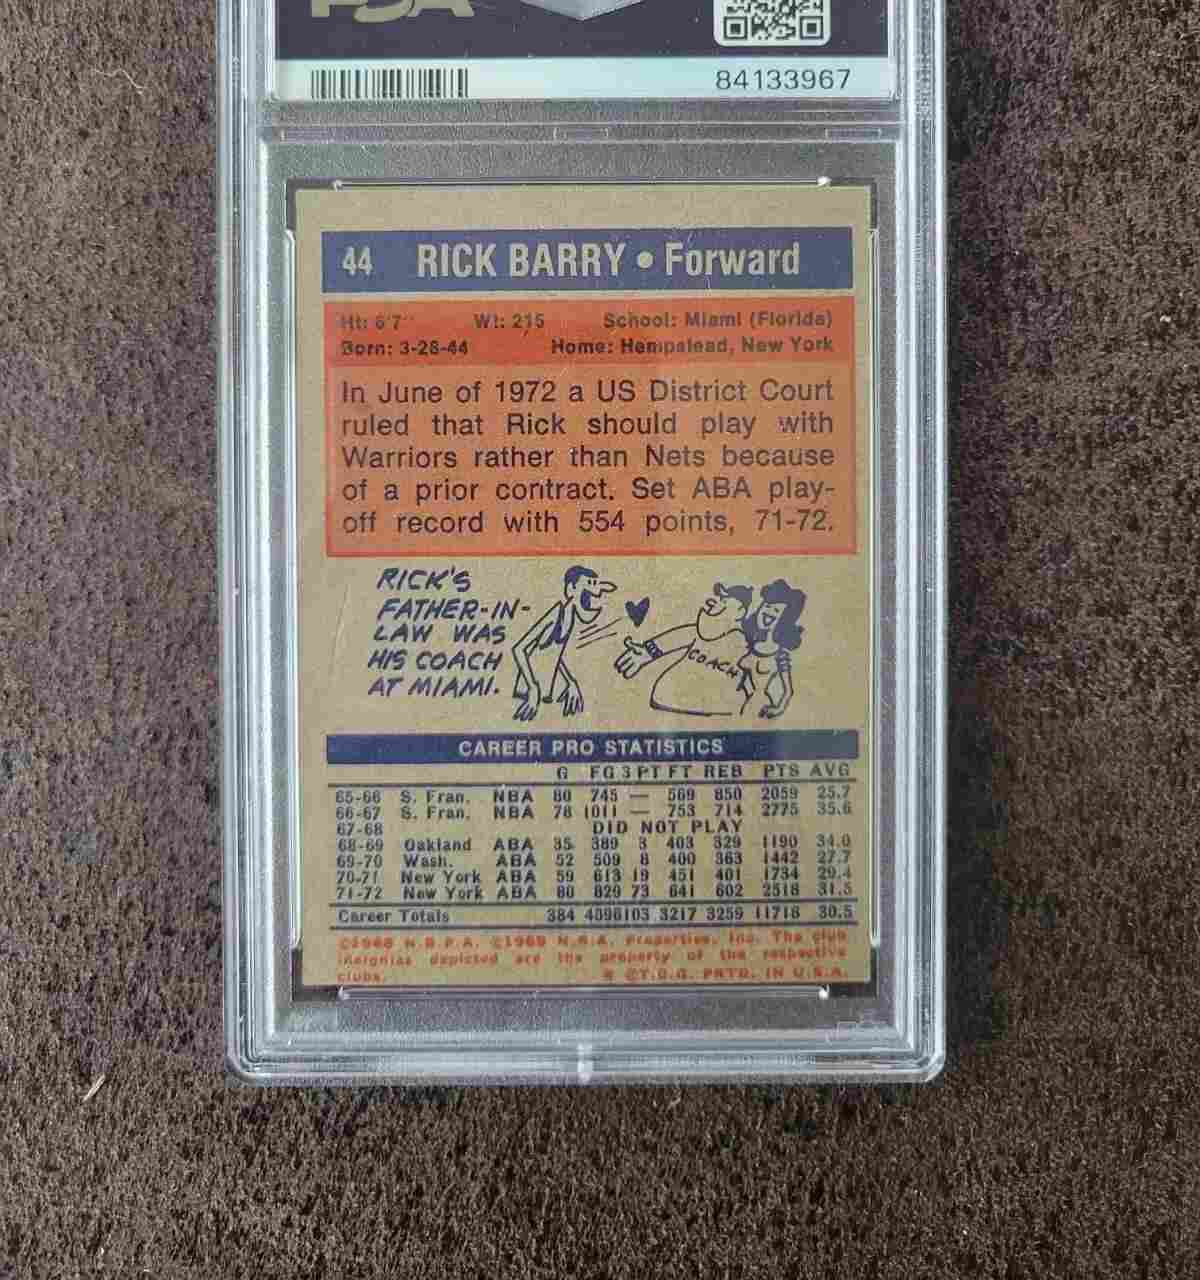 PSA
84133967
44 RICK BARRY • Forward
Ht: 6'7" Wt: 215 School: Miami (Florida)
Born: 3-28-44 Home: Hempstead, New York
In June of 1972 a US District Court
ruled that Rick should play with
Warriors rather than Nets because
of a prior contract. Set ABA play-
off record with 554 points, 71-72.
RICK'S
FATHER-IN-
LAW WAS
HIS COACH
AT MIAMI.
COACH
CAREER PRO STATISTICS
G FG 3PT FT REB PTS AVG
65-66 S. Fran. NBA 80 745 — 569 850 2059 25.7
66-67 S. Fran. NBA 78 1011 — 753 714 2775 35.6
67-68 DID NOT PLAY
68-69 Oakland ABA 35 389 3 403 329 1190 34.0
69-70 Wash. ABA 52 509 8 400 363 1442 27.7
70-71 New York ABA 59 613 19 451 401 1734 29.4
71-72 New York ABA 80 829 73 641 602 2518 31.5
Career Totals 384 4096 103 3217 3259 11718 30.5
©1968 N.B.P.A. ©1969 N.B.A. Properties, Inc. The club
insignias depicted are the property of the respective
clubs. ® ©T.C.G. PRTD. IN U.S.A.